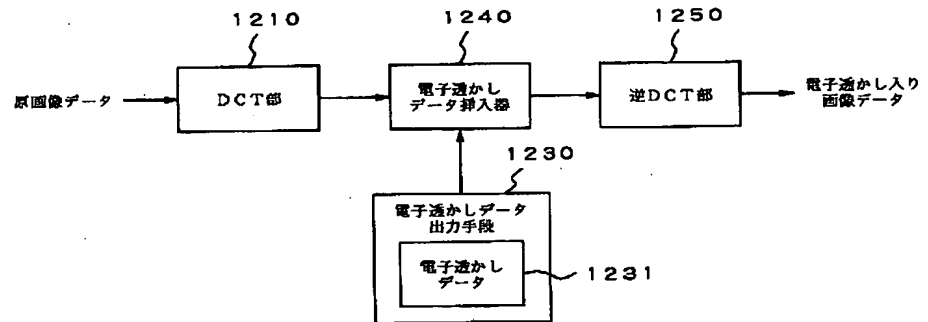 1210
1240
1250
原画像データ
DCT部
電子透かし
データ挿入器
逆DCT部
電子透かし入り
画像データ
1230
電子透かしデータ
出力手段
電子透かし
データ
1231